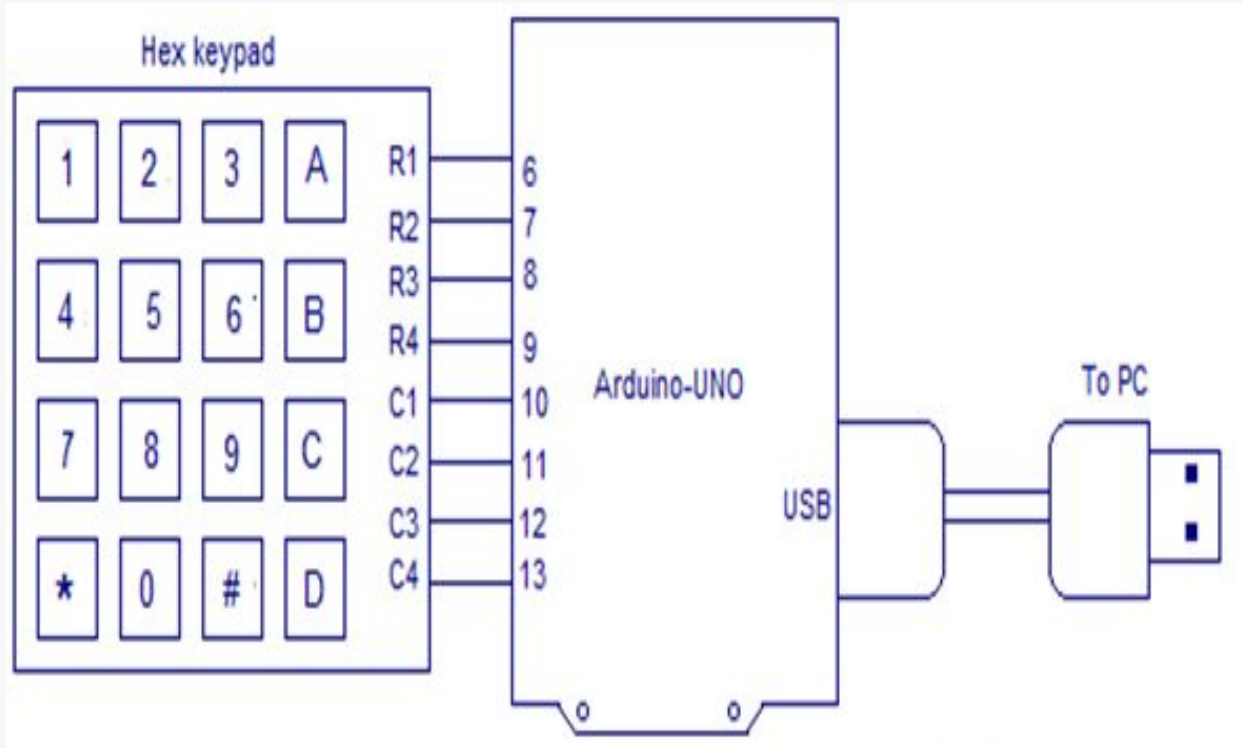 Hex keypad
1 2 3 A
4 5 6 B
7 8 9 C
* 0 # D
R1
R2
R3
R4
C1
C2
C3
C4
6
7
8
9
10
11
12
13
Arduino-UNO
USB
To PC